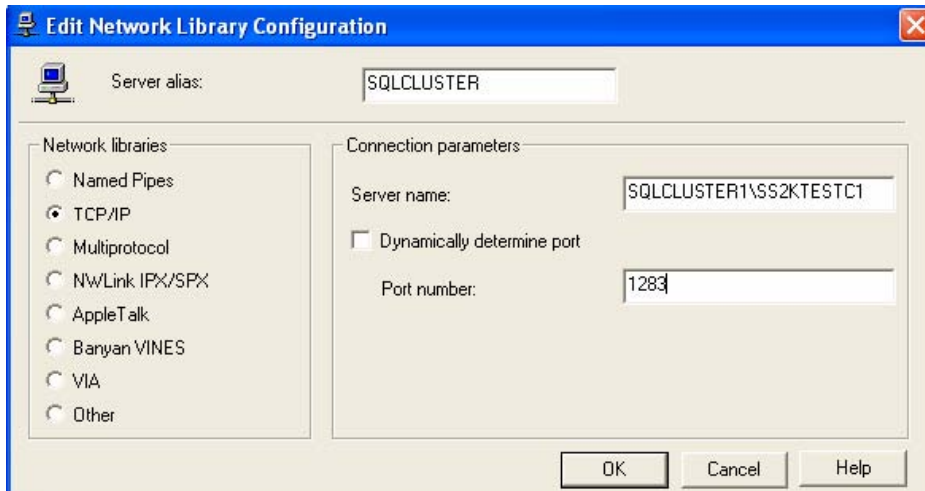 Edit Network Library Configuration
Server alias:
SQLCLUSTER
Network libraries
Named Pipes
TCP/IP
Multiprotocol
NWLink IPX/SPX
AppleTalk
Banyan VINES
VIA
Other
Connection parameters
Server name:
SQLCLUSTER1\SS2KTESTC1
Dynamically determine port
Port number:
1283
OK
Cancel
Help